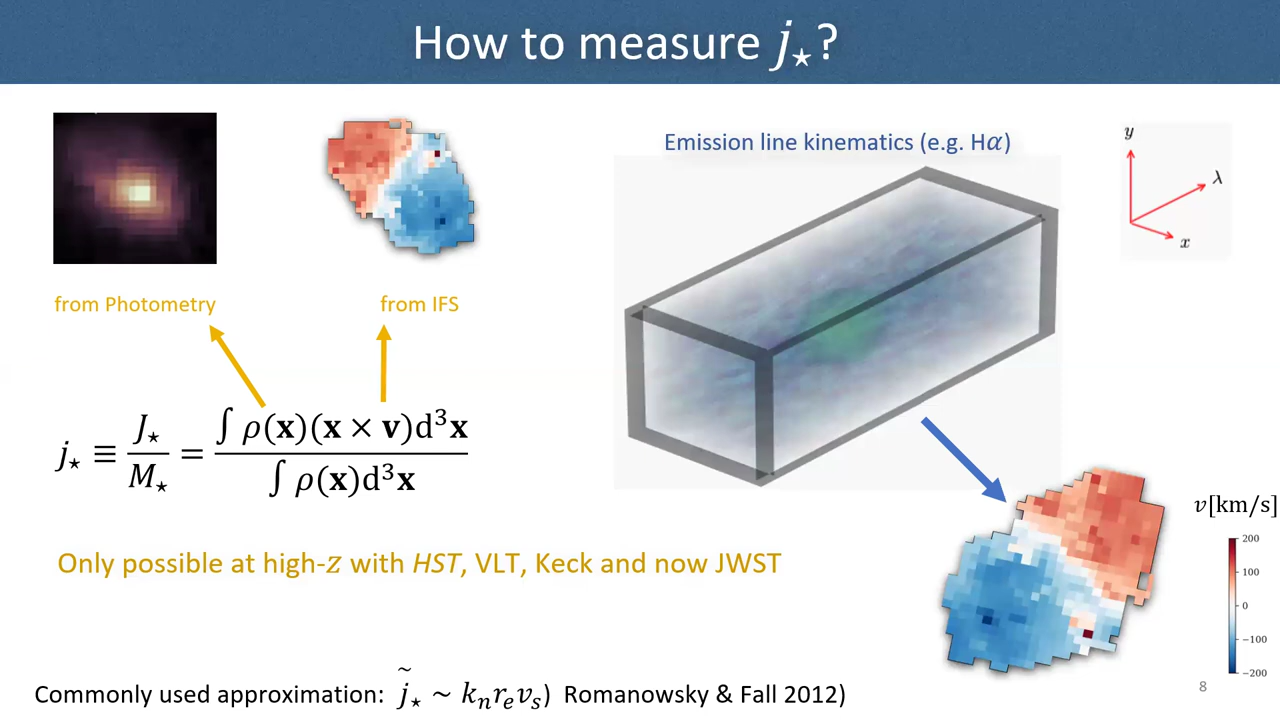 How to measure j⋆?
Emission line kinematics (e.g. Hα)
y
λ
x
from Photometry
from IFS
j⋆ ≡ J⋆/M⋆ = ∫ ρ(𝐱)(𝐱 × 𝐯)d³𝐱 / ∫ ρ(𝐱)d³𝐱
v[km/s]
200
100
0
−100
−200
Only possible at high-z with HST, VLT, Keck and now JWST
Commonly used approximation: j̃⋆ ~ kₙrₑvₛ) Romanowsky & Fall 2012)
8